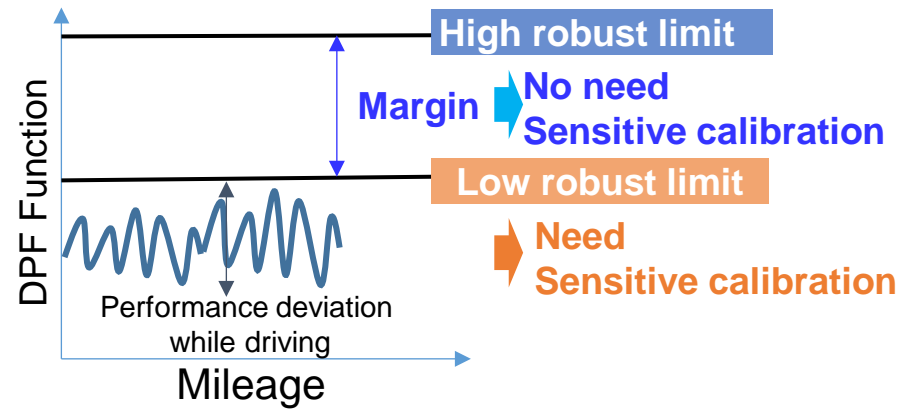 High robust limit
No need
Sensitive calibration
Margin
Low robust limit
Need
Sensitive calibration
DPF Function
Performance deviation
while driving
Mileage